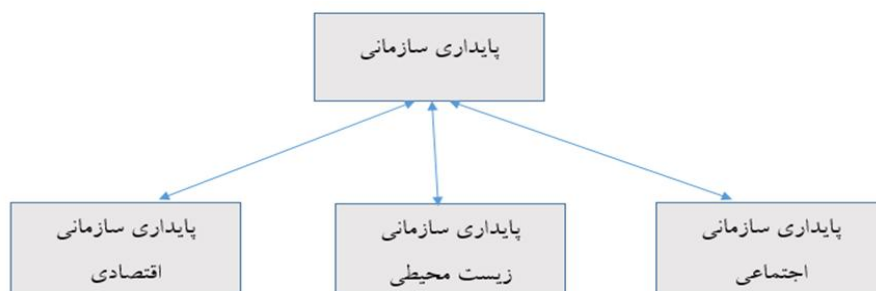 پایداری سازمانی
پایداری سازمانی
اجتماعی
پایداری سازمانی
زیست محیطی
پایداری سازمانی
اقتصادی